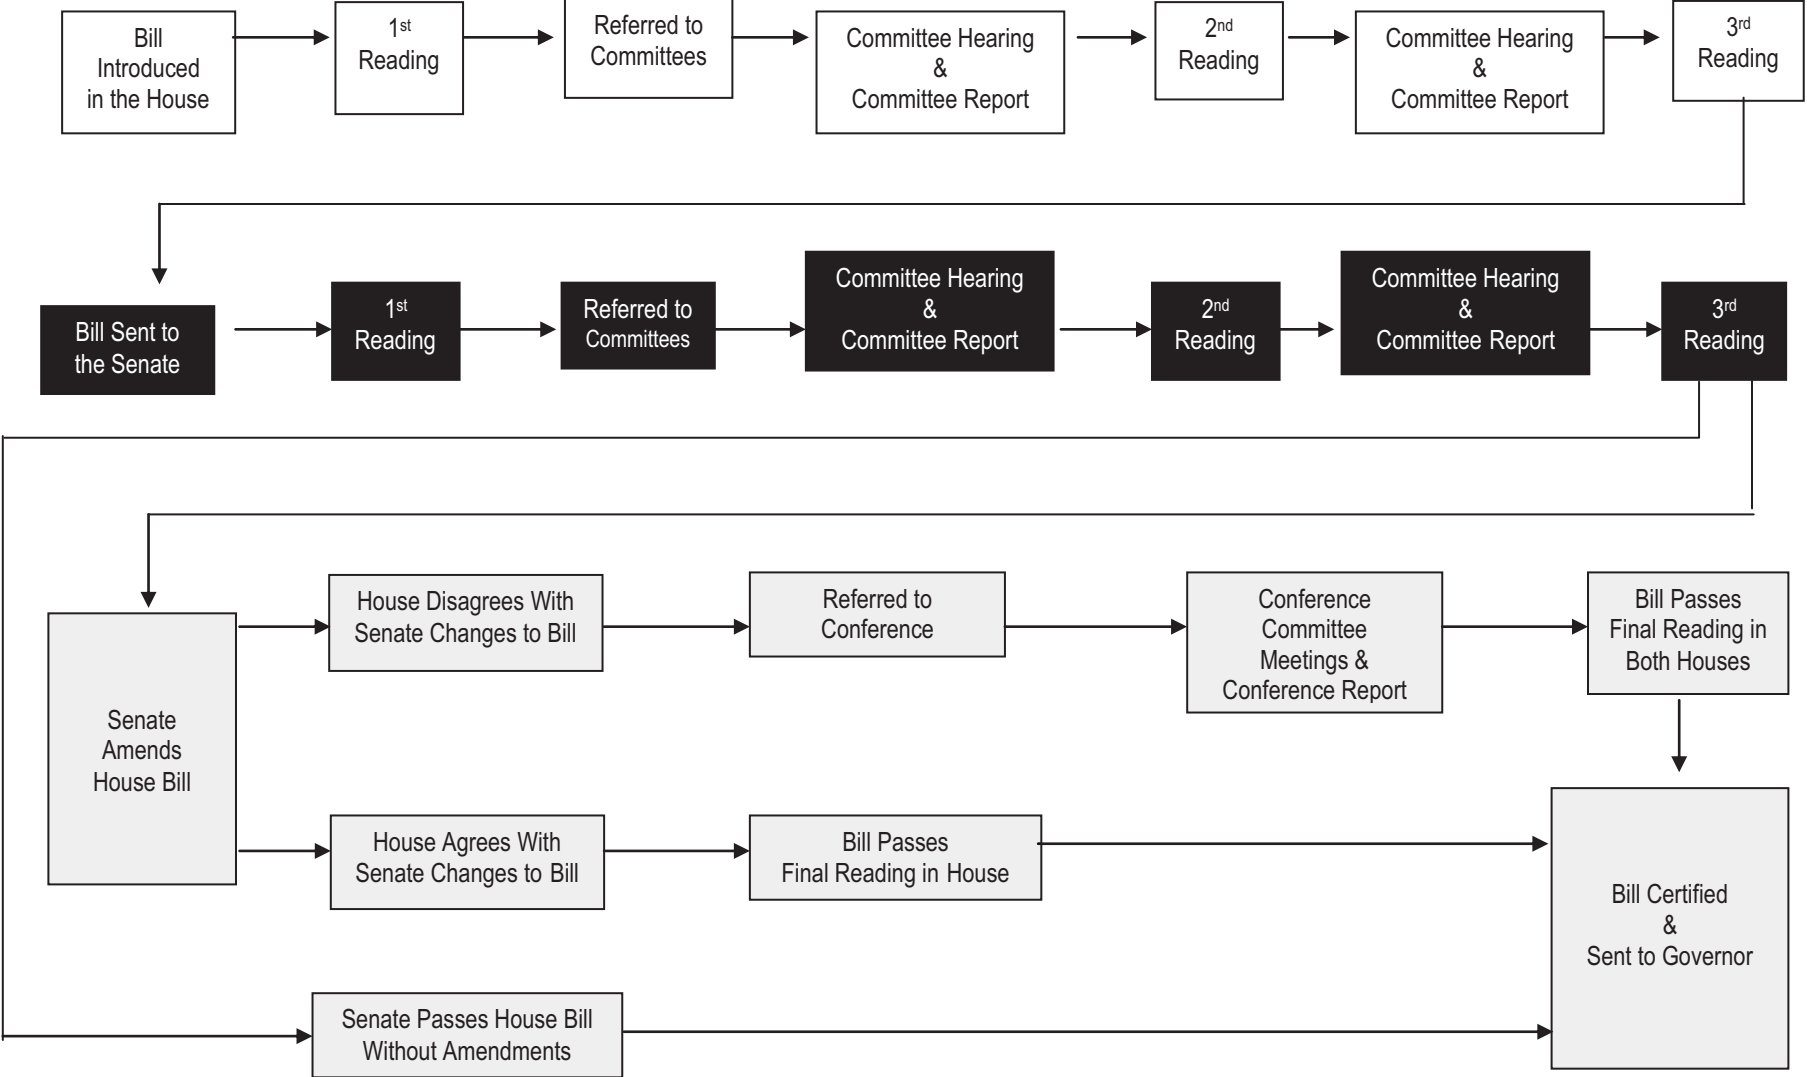 Bill
Introduced
in the House
1st
Reading
Referred to
Committees
Committee Hearing
&
Committee Report
2nd
Reading
Committee Hearing
&
Committee Report
3rd
Reading
Bill Sent to
the Senate
1st
Reading
Referred to
Committees
Committee Hearing
&
Committee Report
2nd
Reading
Committee Hearing
&
Committee Report
3rd
Reading
Senate
Amends
House Bill
House Disagrees With
Senate Changes to Bill
Referred to
Conference
Conference
Committee
Meetings &
Conference Report
Bill Passes
Final Reading in
Both Houses
House Agrees With
Senate Changes to Bill
Bill Passes
Final Reading in House
Bill Certified
&
Sent to Governor
Senate Passes House Bill
Without Amendments